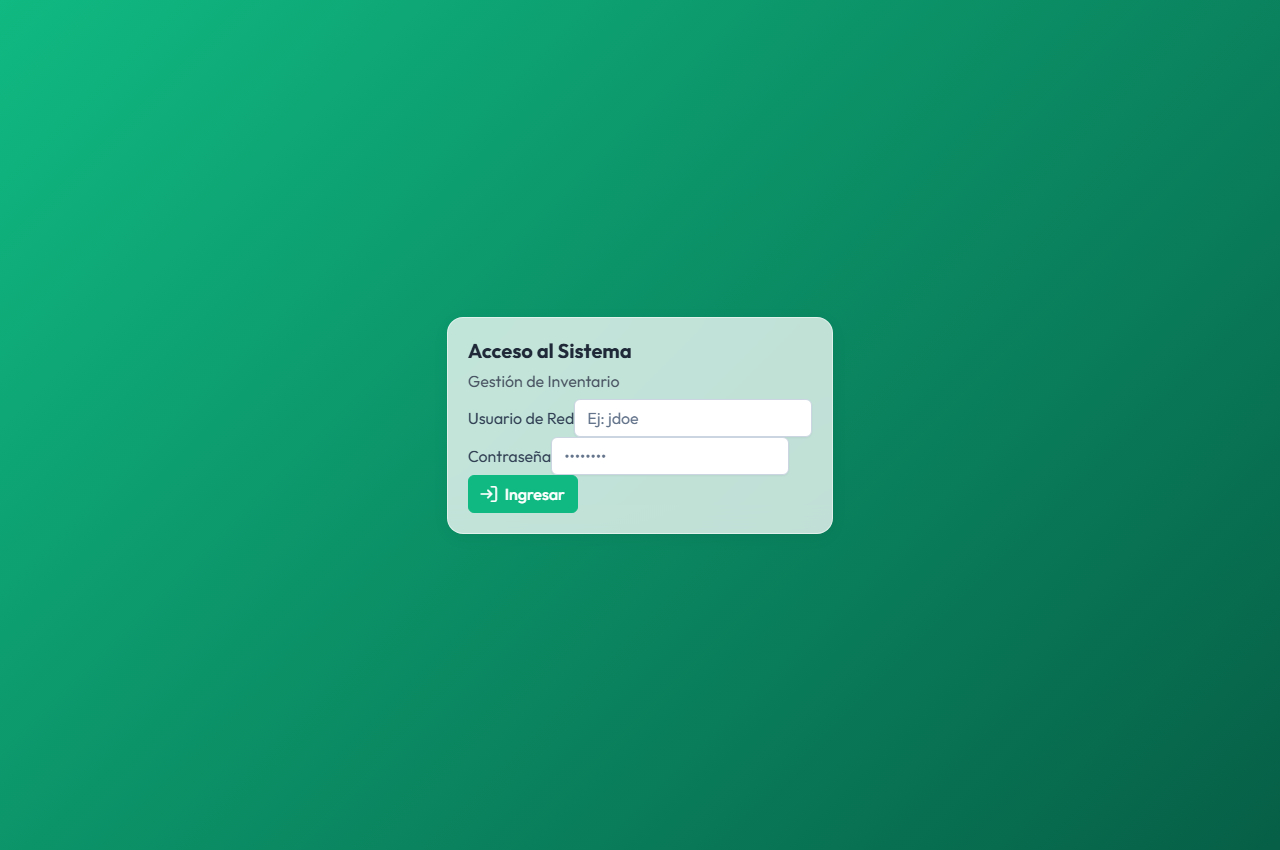 Acceso al Sistema
Gestión de Inventario
Usuario de Red Ej: jdoe
Contraseña ••••••••
Ingresar